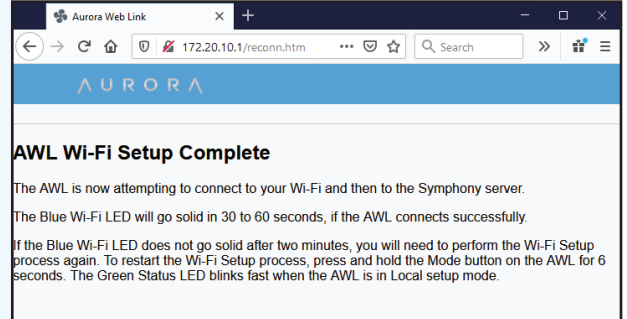 Aurora Web Link
172.20.10.1/reconn.htm
Search
AURORA
AWL Wi-Fi Setup Complete
The AWL is now attempting to connect to your Wi-Fi and then to the Symphony server.
The Blue Wi-Fi LED will go solid in 30 to 60 seconds, if the AWL connects successfully.
If the Blue Wi-Fi LED does not go solid after two minutes, you will need to perform the Wi-Fi Setup
process again. To restart the Wi-Fi Setup process, press and hold the Mode button on the AWL for 6
seconds. The Green Status LED blinks fast when the AWL is in Local setup mode.